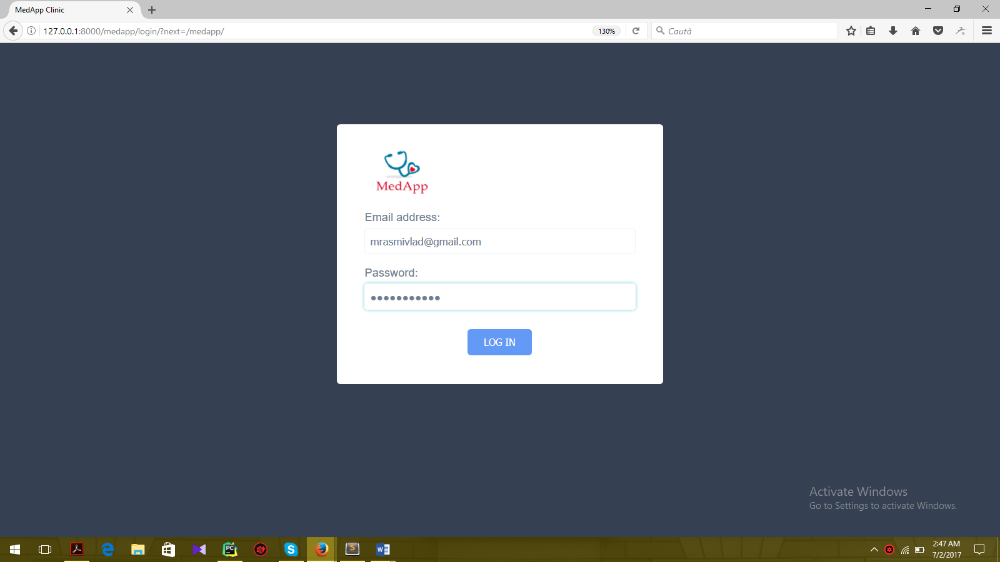 MedApp Clinic
127.0.0.1:8000/medapp/login/?next=/medapp/
130%
Caută
MedApp
Email address:
mrasmivlad@gmail.com
Password:
LOG IN
Activate Windows
Go to Settings to activate Windows.
2:47 AM
7/2/2017